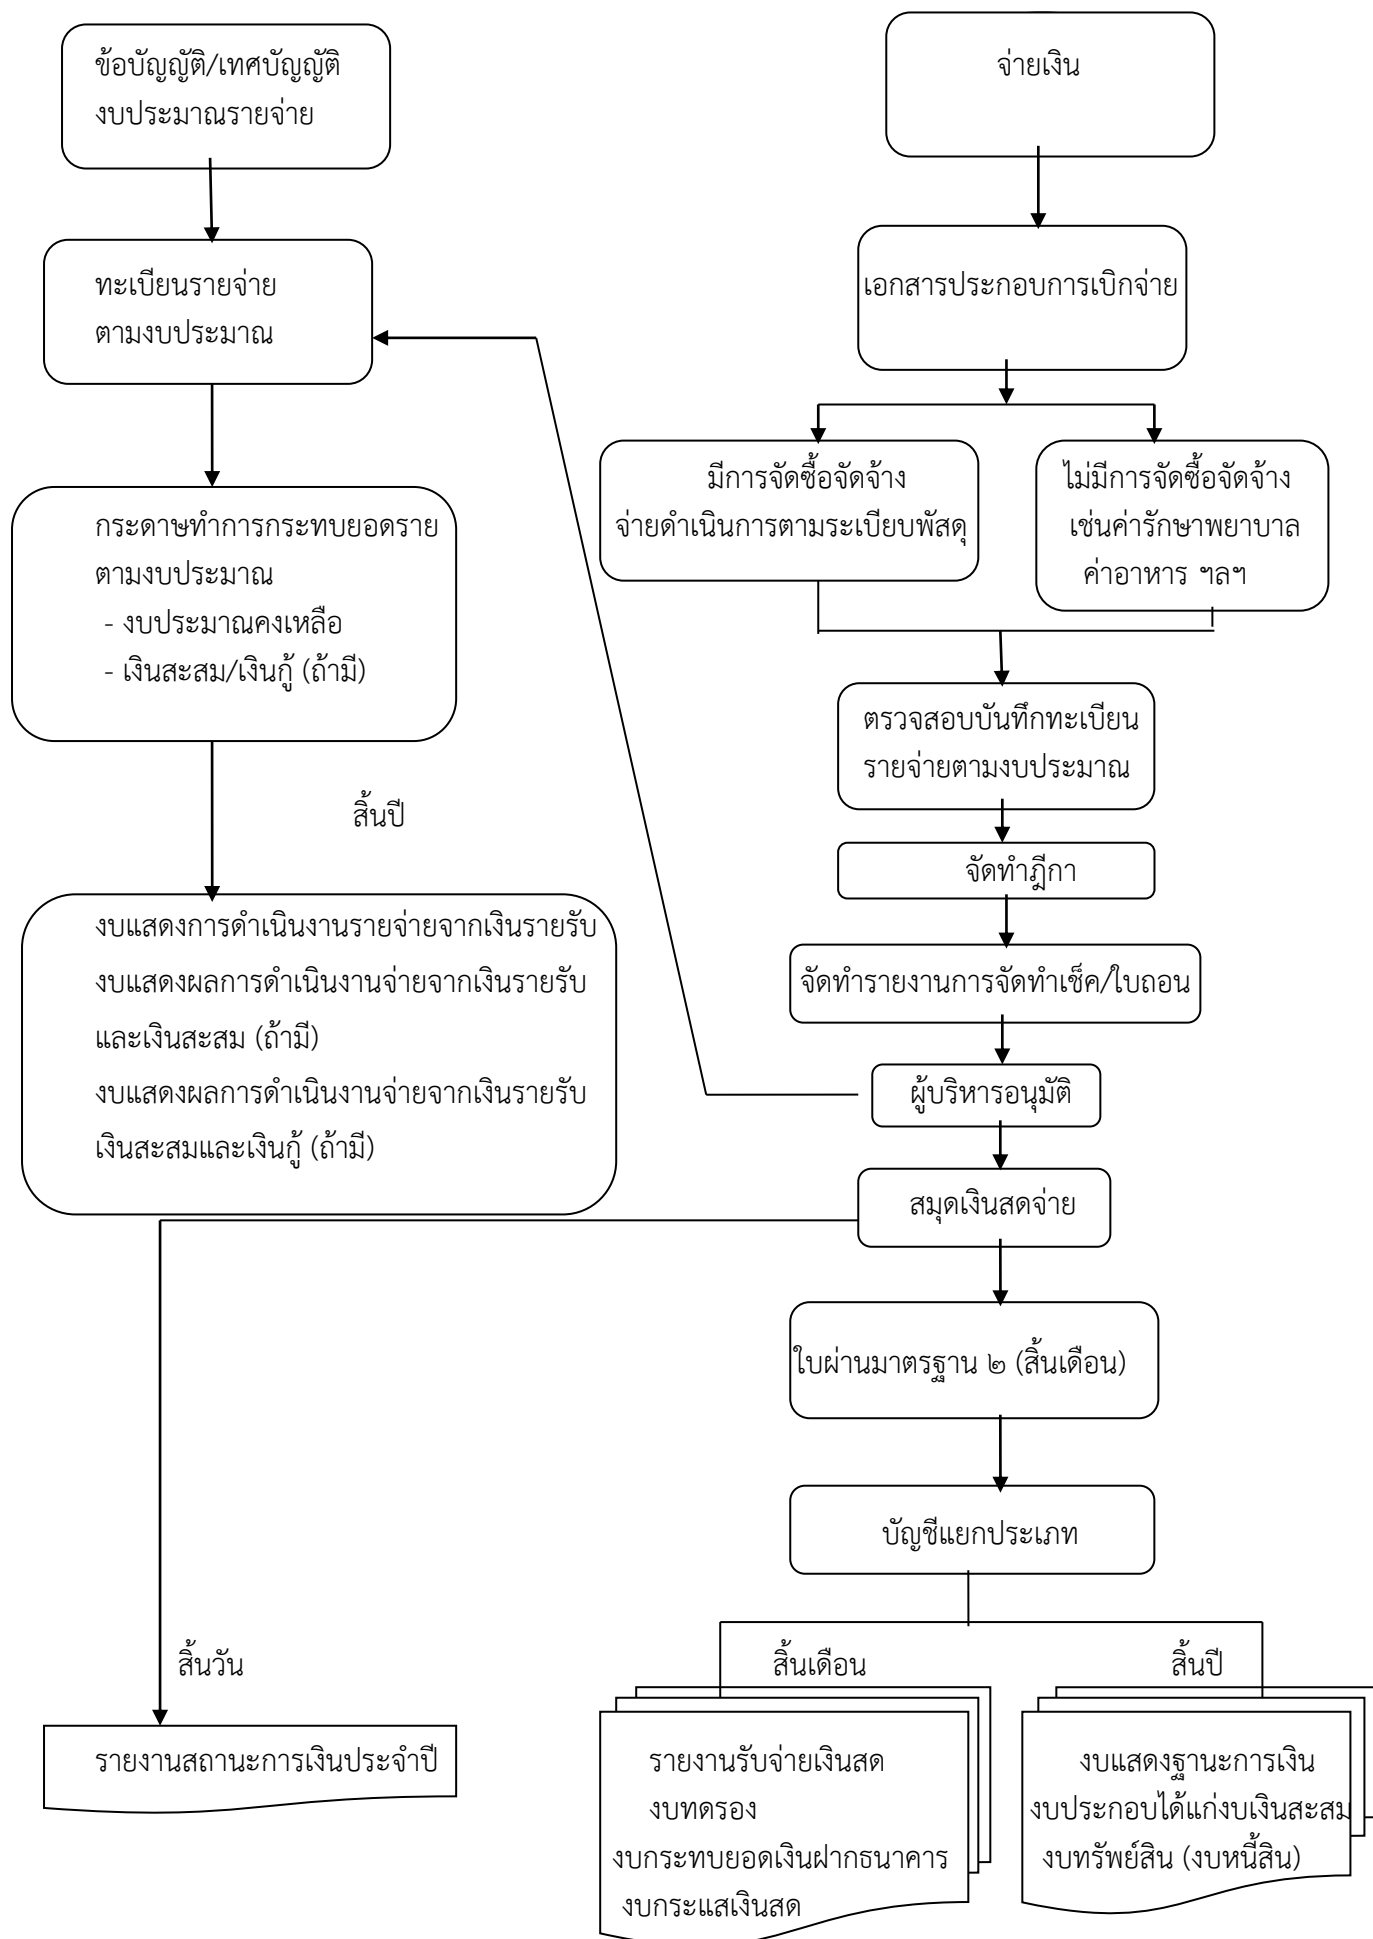 ข้อบัญญัติ/เทศบัญญัติ
งบประมาณรายจ่าย
ทะเบียนรายจ่าย
ตามงบประมาณ
กระดาษทำการกระทบยอดราย
ตามงบประมาณ
- งบประมาณคงเหลือ
- เงินสะสม/เงินกู้ (ถ้ามี)
สิ้นปี
งบแสดงการดำเนินงานรายจ่ายจากเงินรายรับ
งบแสดงผลการดำเนินงานจ่ายจากเงินรายรับ
และเงินสะสม (ถ้ามี)
งบแสดงผลการดำเนินงานจ่ายจากเงินรายรับ
เงินสะสมและเงินกู้ (ถ้ามี)
จ่ายเงิน
เอกสารประกอบการเบิกจ่าย
มีการจัดซื้อจัดจ้าง
จ่ายดำเนินการตามระเบียบพัสดุ
ไม่มีการจัดซื้อจัดจ้าง
เช่นค่ารักษาพยาบาล
ค่าอาหาร ฯลฯ
ตรวจสอบบันทึกทะเบียน
รายจ่ายตามงบประมาณ
จัดทำฎีกา
จัดทำรายงานการจัดทำเช็ค/ใบถอน
ผู้บริหารอนุมัติ
สมุดเงินสดจ่าย
ใบผ่านมาตรฐาน ๒ (สิ้นเดือน)
บัญชีแยกประเภท
สิ้นวัน
รายงานสถานะการเงินประจำปี
สิ้นเดือน
รายงานรับจ่ายเงินสด
งบทดรอง
งบกระทบยอดเงินฝากธนาคาร
งบกระแสเงินสด
สิ้นปี
งบแสดงฐานะการเงิน
งบประกอบได้แก่งบเงินสะสม
งบทรัพย์สิน (งบหนี้สิน)